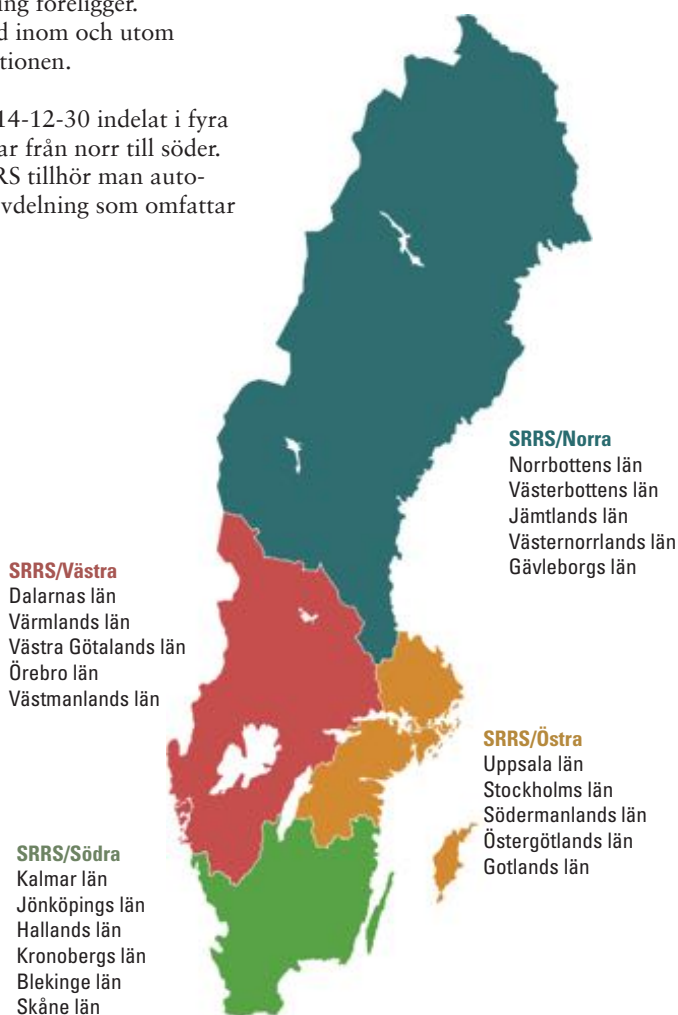 ing föreligger.
d inom och utom
tionen.
14-12-30 indelat i fyra
ar från norr till söder.
RS tillhör man auto-
vdelning som omfattar
SRRS/Norra
Norrbottens län
Västerbottens län
Jämtlands län
Västernorrlands län
Gävleborgs län
SRRS/Västra
Dalarnas län
Värmlands län
Västra Götalands län
Örebro län
Västmanlands län
SRRS/Östra
Uppsala län
Stockholms län
Södermanlands län
Östergötlands län
Gotlands län
SRRS/Södra
Kalmar län
Jönköpings län
Hallands län
Kronobergs län
Blekinge län
Skåne län